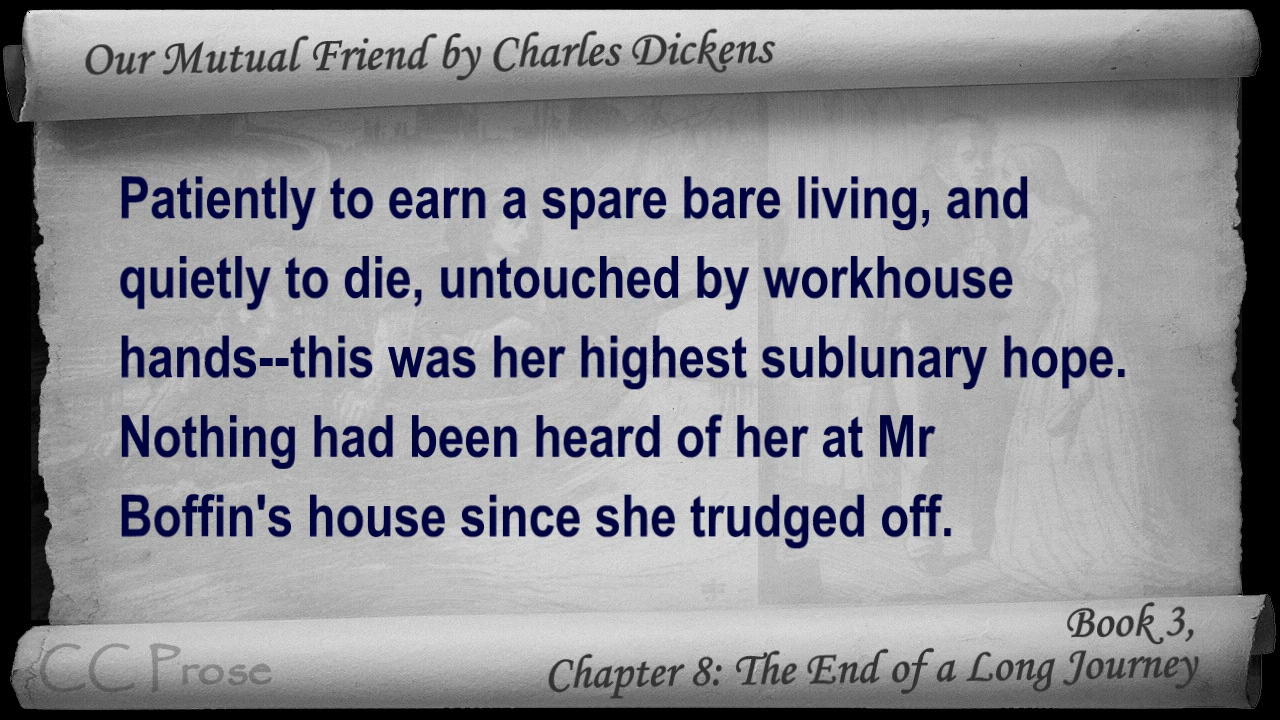 Our Mutual Friend by Charles Dickens
Patiently to earn a spare bare living, and
quietly to die, untouched by workhouse
hands--this was her highest sublunary hope.
Nothing had been heard of her at Mr
Boffin's house since she trudged off.
Book 3,
Chapter 8: The End of a Long Journey
CC Prose